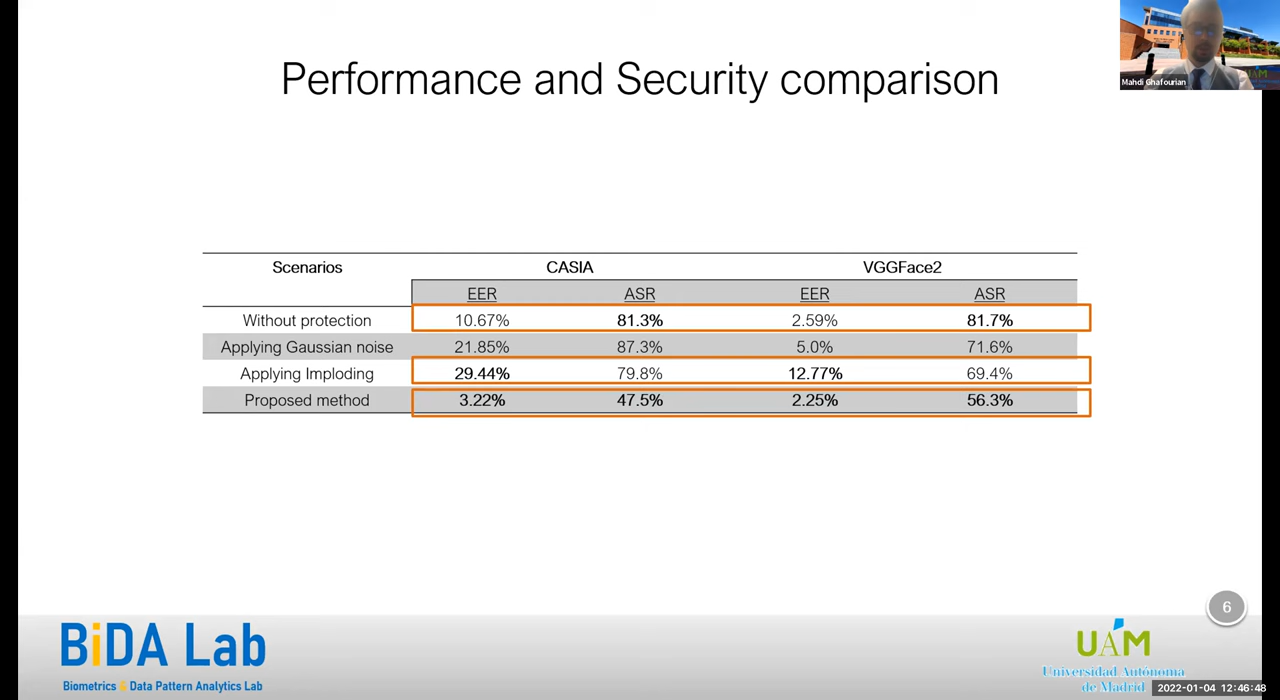 Performance and Security comparison
Mahdi Ghafourian
Scenarios CASIA VGGFace2
EER ASR EER ASR
Without protection 10.67% 81.3% 2.59% 81.7%
Applying Gaussian noise 21.85% 87.3% 5.0% 71.6%
Applying Imploding 29.44% 79.8% 12.77% 69.4%
Proposed method 3.22% 47.5% 2.25% 56.3%
6
BiDA Lab
Biometrics & Data Pattern Analytics Lab
UAM
Universidad Autónoma
de Madrid
2022-01-04 12:46:48